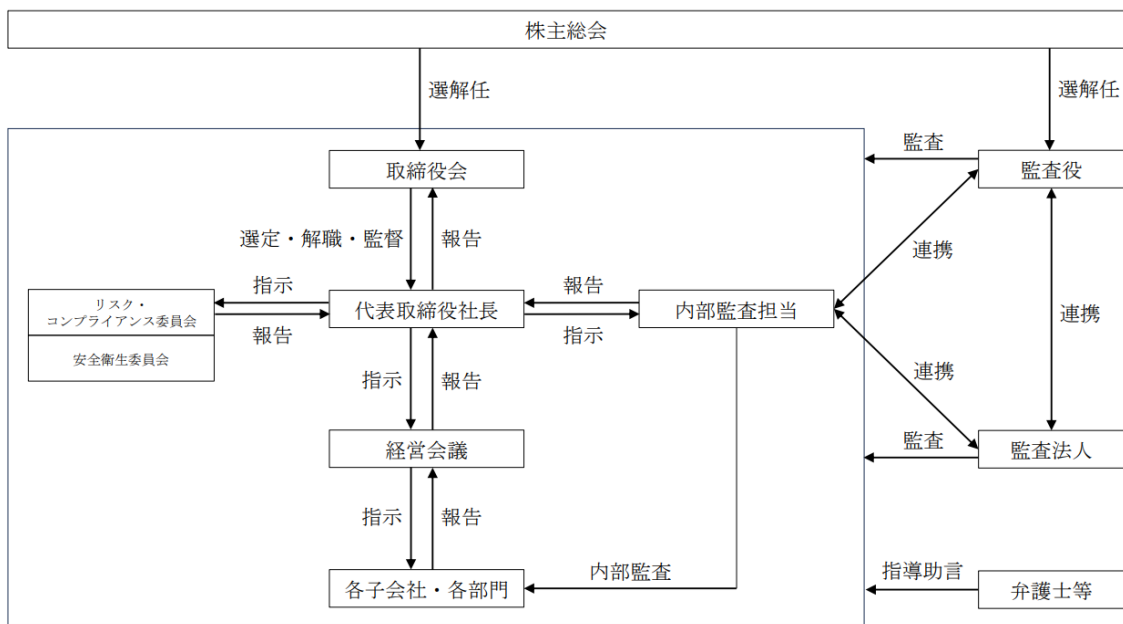 株主総会
選解任
選解任
取締役会
監査
監査役
選定・解職・監督
報告
連携
指示
報告
リスク・
コンプライアンス委員会
代表取締役社長
内部監査担当
連携
報告
指示
安全衛生委員会
指示
報告
連携
経営会議
監査
監査法人
指示
報告
内部監査
指導助言
各子会社・各部門
弁護士等